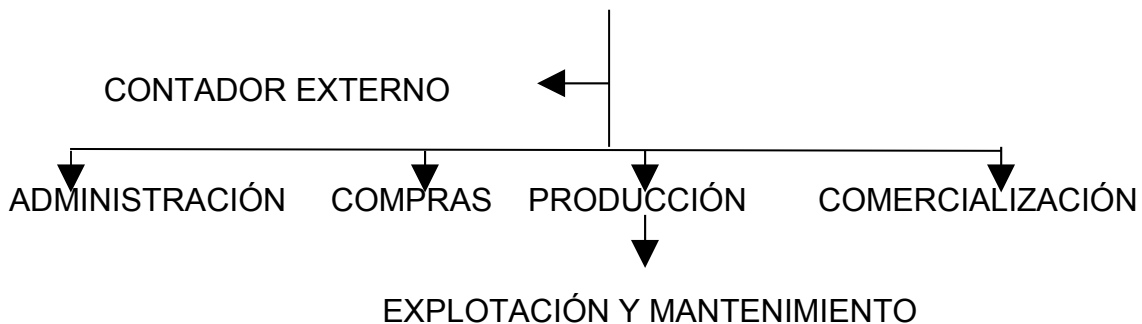 CONTADOR EXTERNO
ADMINISTRACIÓN COMPRAS PRODUCCIÓN COMERCIALIZACIÓN
EXPLOTACIÓN Y MANTENIMIENTO